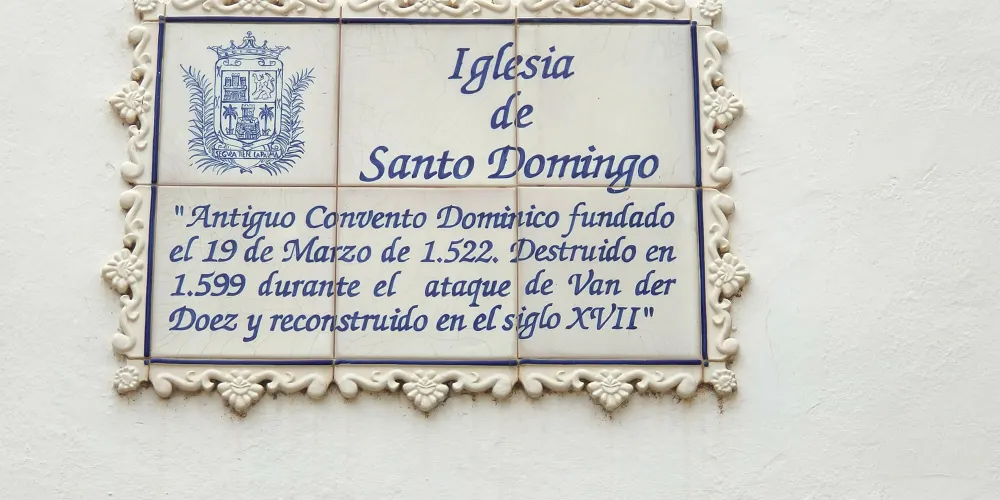 Iglesia
de
Santo Domingo
"Antiguo Convento Dominico fundado
el 19 de Marzo de 1.522. Destruido en
1.599 durante el ataque de Van der
Doez y reconstruido en el siglo XVII"